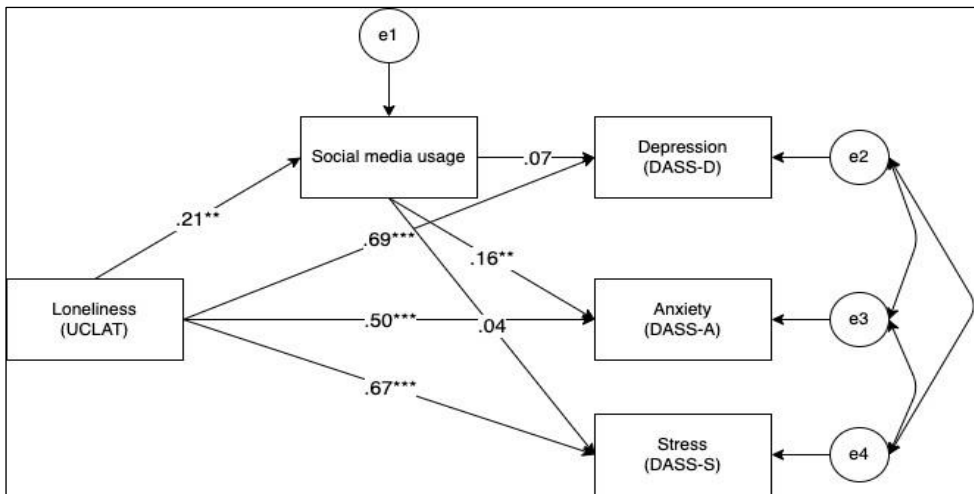 e1
Social media usage
.07
Depression
(DASS-D)
e2
.21**
.69***
.16**
Loneliness
(UCLAT)
.50***
.04
Anxiety
(DASS-A)
e3
.67***
Stress
(DASS-S)
e4